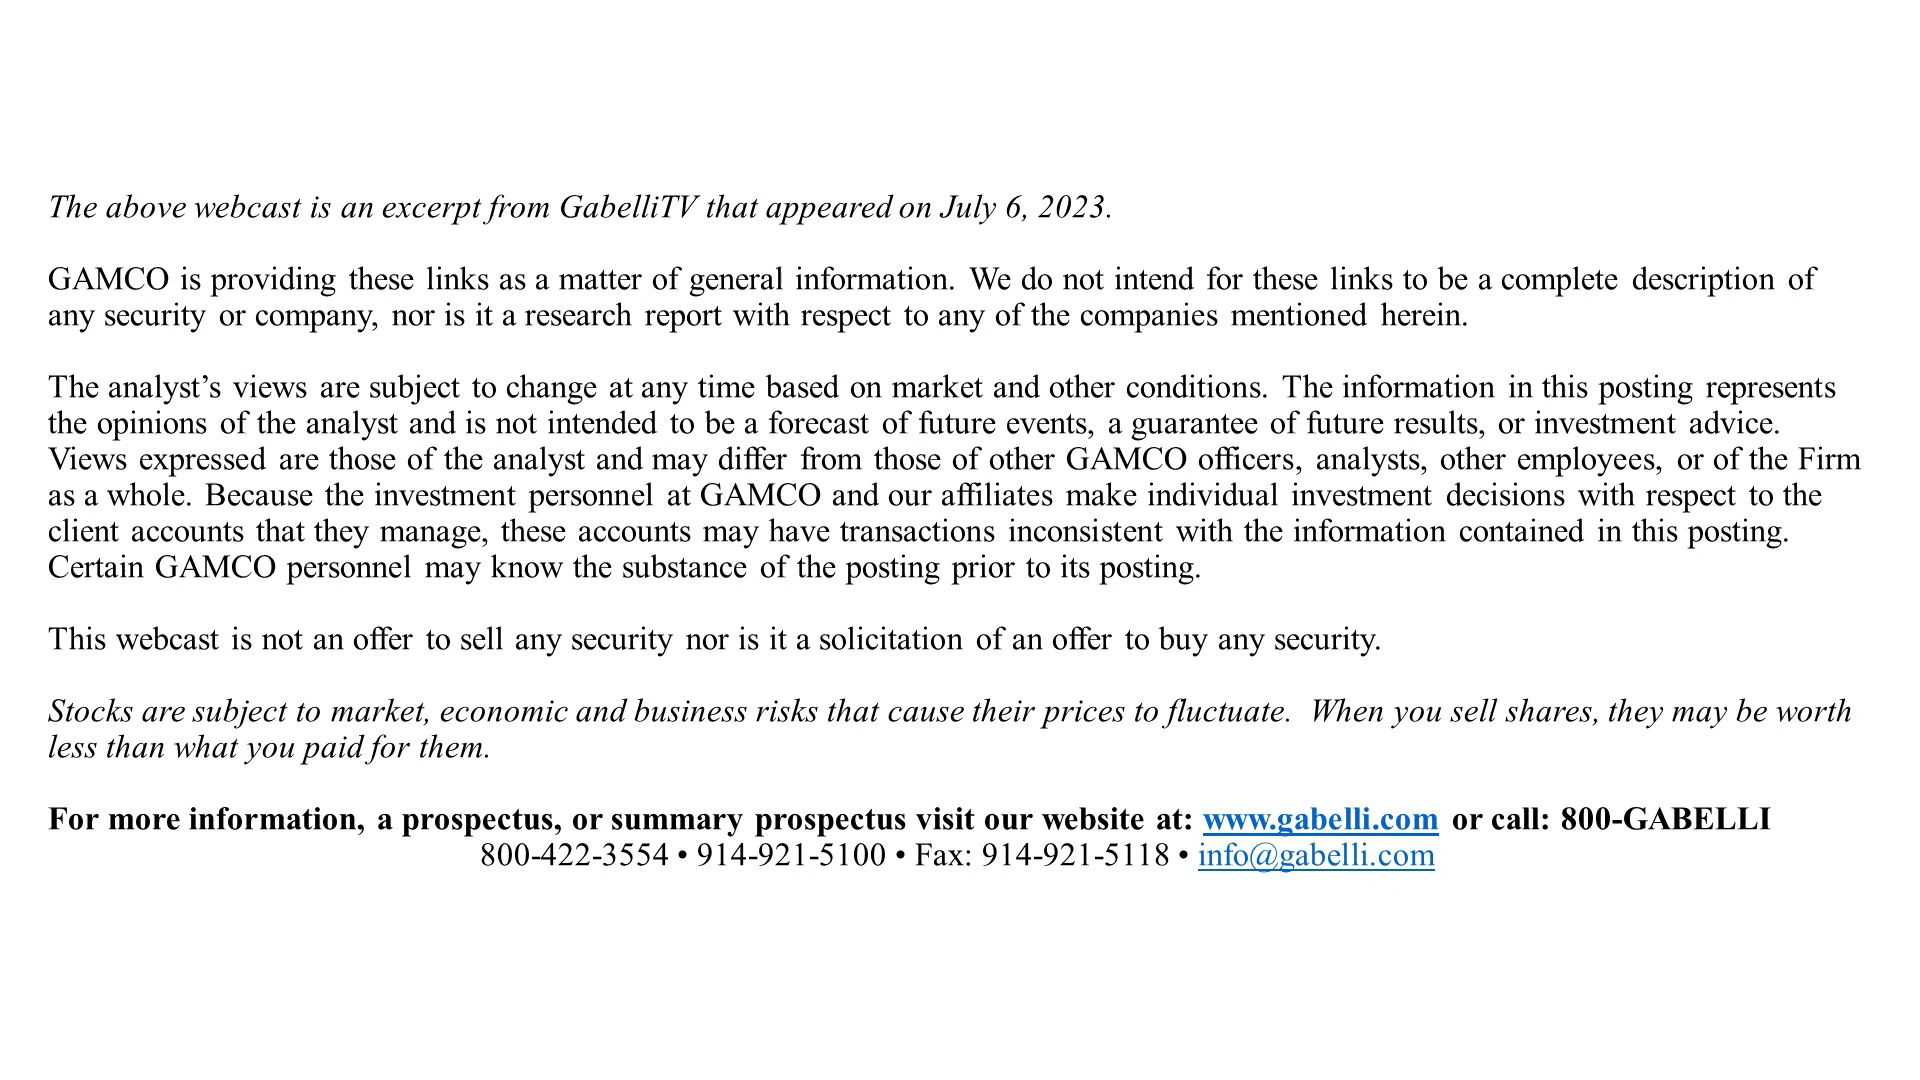 The above webcast is an excerpt from GabelliTV that appeared on July 6, 2023.
GAMCO is providing these links as a matter of general information. We do not intend for these links to be a complete description of
any security or company, nor is it a research report with respect to any of the companies mentioned herein.
The analyst’s views are subject to change at any time based on market and other conditions. The information in this posting represents
the opinions of the analyst and is not intended to be a forecast of future events, a guarantee of future results, or investment advice.
Views expressed are those of the analyst and may differ from those of other GAMCO officers, analysts, other employees, or of the Firm
as a whole. Because the investment personnel at GAMCO and our affiliates make individual investment decisions with respect to the
client accounts that they manage, these accounts may have transactions inconsistent with the information contained in this posting.
Certain GAMCO personnel may know the substance of the posting prior to its posting.
This webcast is not an offer to sell any security nor is it a solicitation of an offer to buy any security.
Stocks are subject to market, economic and business risks that cause their prices to fluctuate.  When you sell shares, they may be worth
less than what you paid for them.
For more information, a prospectus, or summary prospectus visit our website at: www.gabelli.com or call: 800-GABELLI
800-422-3554 • 914-921-5100 • Fax: 914-921-5118 • info@gabelli.com